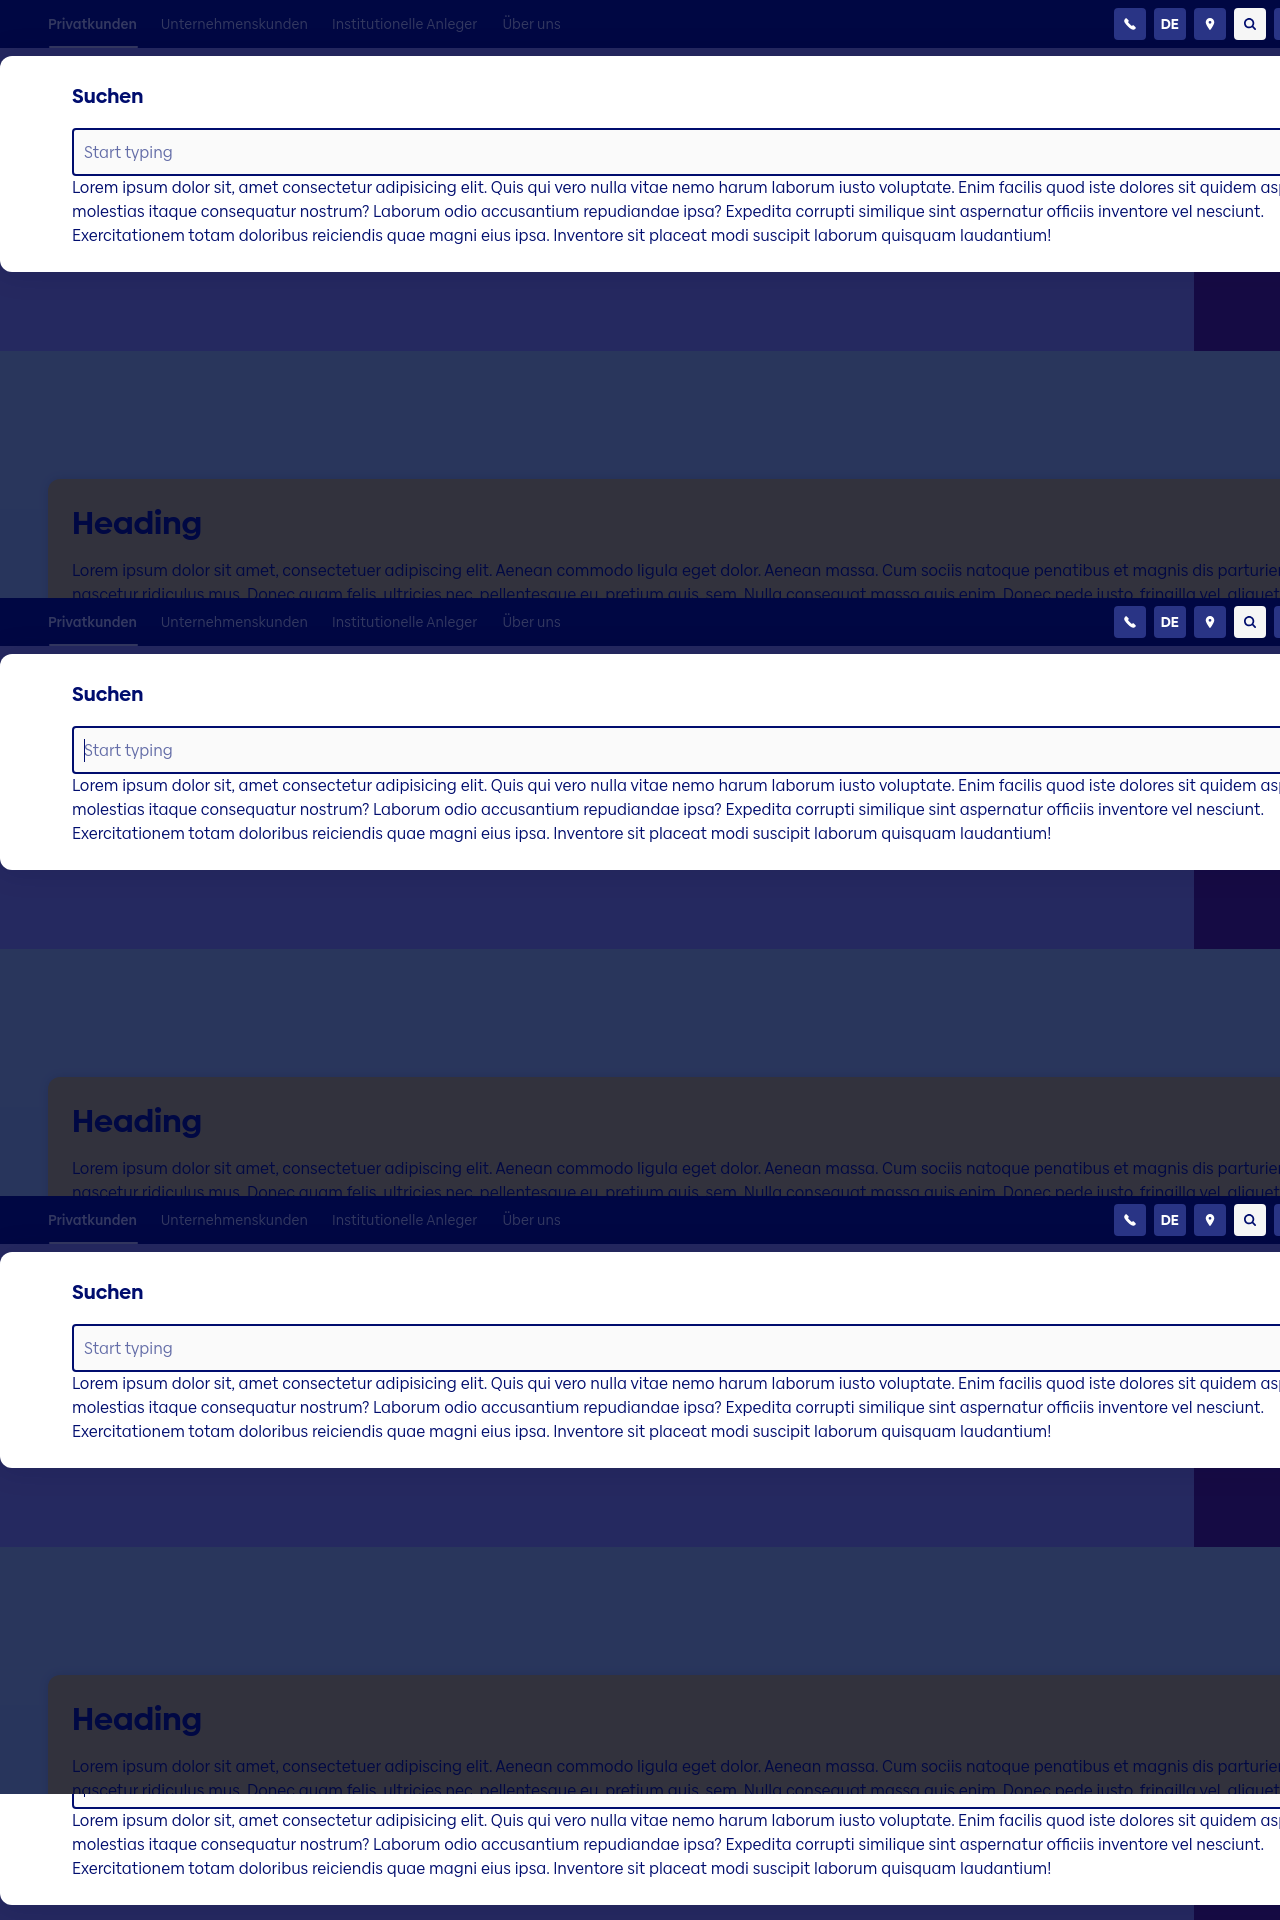 Privatkunden Unternehmenskunden Institutionelle Anleger Über uns DE
Suchen
Start typing
Lorem ipsum dolor sit, amet consectetur adipisicing elit. Quis qui vero nulla vitae nemo harum laborum iusto voluptate. Enim facilis quod iste dolores sit quidem
molestias itaque consequatur nostrum? Laborum odio accusantium repudiandae ipsa? Expedita corrupti similique sint aspernatur officiis inventore vel nesciunt.
Exercitationem totam doloribus reiciendis quae magni eius ipsa. Inventore sit placeat modi suscipit laborum quisquam laudantium!
Heading
Lorem ipsum dolor sit amet, consectetuer adipiscing elit. Aenean commodo ligula eget dolor. Aenean massa. Cum sociis natoque penatibus et magnis dis
nascetur ridiculus mus. Donec quam felis, ultricies nec, pellentesque eu, pretium quis, sem. Nulla consequat massa quis enim. Donec pede justo, fringilla vel, aliquet
Privatkunden Unternehmenskunden Institutionelle Anleger Über uns DE
Suchen
Start typing
Lorem ipsum dolor sit, amet consectetur adipisicing elit. Quis qui vero nulla vitae nemo harum laborum iusto voluptate. Enim facilis quod iste dolores sit quidem
molestias itaque consequatur nostrum? Laborum odio accusantium repudiandae ipsa? Expedita corrupti similique sint aspernatur officiis inventore vel nesciunt.
Exercitationem totam doloribus reiciendis quae magni eius ipsa. Inventore sit placeat modi suscipit laborum quisquam laudantium!
Heading
Lorem ipsum dolor sit amet, consectetuer adipiscing elit. Aenean commodo ligula eget dolor. Aenean massa. Cum sociis natoque penatibus et magnis dis
nascetur ridiculus mus. Donec quam felis, ultricies nec, pellentesque eu, pretium quis, sem. Nulla consequat massa quis enim. Donec pede justo, fringilla vel, aliquet
Privatkunden Unternehmenskunden Institutionelle Anleger Über uns DE
Suchen
Start typing
Lorem ipsum dolor sit, amet consectetur adipisicing elit. Quis qui vero nulla vitae nemo harum laborum iusto voluptate. Enim facilis quod iste dolores sit quidem
molestias itaque consequatur nostrum? Laborum odio accusantium repudiandae ipsa? Expedita corrupti similique sint aspernatur officiis inventore vel nesciunt.
Exercitationem totam doloribus reiciendis quae magni eius ipsa. Inventore sit placeat modi suscipit laborum quisquam laudantium!
Heading
Lorem ipsum dolor sit amet, consectetuer adipiscing elit. Aenean commodo ligula eget dolor. Aenean massa. Cum sociis natoque penatibus et magnis dis
nascetur ridiculus mus. Donec quam felis, ultricies nec, pellentesque eu, pretium quis, sem. Nulla consequat massa quis enim. Donec pede justo, fringilla vel, aliquet
Lorem ipsum dolor sit, amet consectetur adipisicing elit. Quis qui vero nulla vitae nemo harum laborum iusto voluptate. Enim facilis quod iste dolores sit quidem
molestias itaque consequatur nostrum? Laborum odio accusantium repudiandae ipsa? Expedita corrupti similique sint aspernatur officiis inventore vel nesciunt.
Exercitationem totam doloribus reiciendis quae magni eius ipsa. Inventore sit placeat modi suscipit laborum quisquam laudantium!